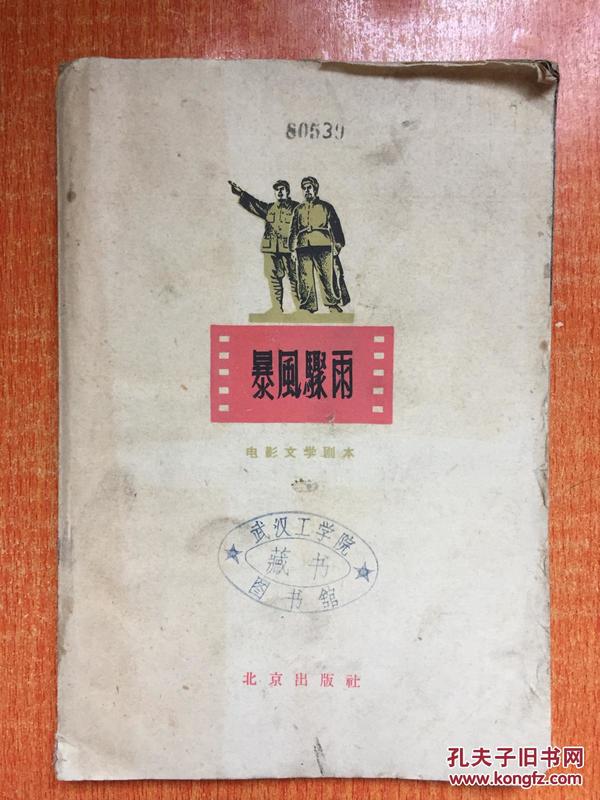 80539
暴風驟雨
电影文学剧本
武汉工学院
藏书
图书馆
北京出版社
孔夫子旧书网
www.kongfz.com